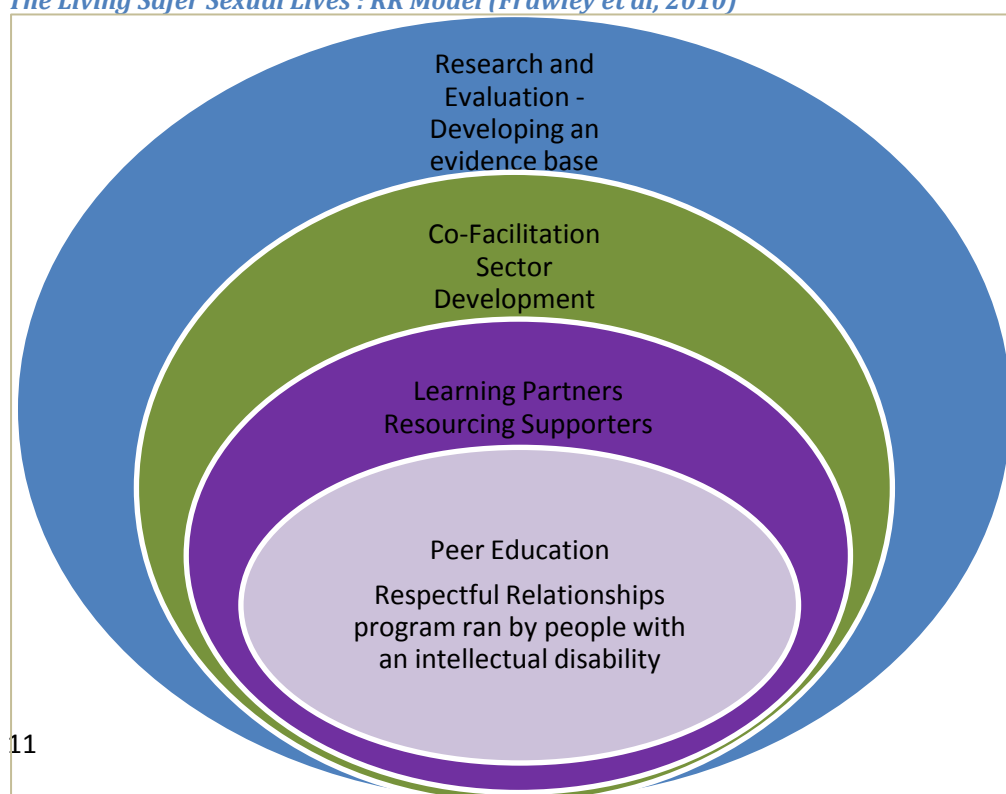 The Living Safer Sexual Lives : RR Model (Frawley et al, 2010)
Research and
Evaluation -
Developing an
evidence base
Co-Facilitation
Sector
Development
Learning Partners
Resourcing Supporters
Peer Education
Respectful Relationships
program ran by people with
an intellectual disability
11